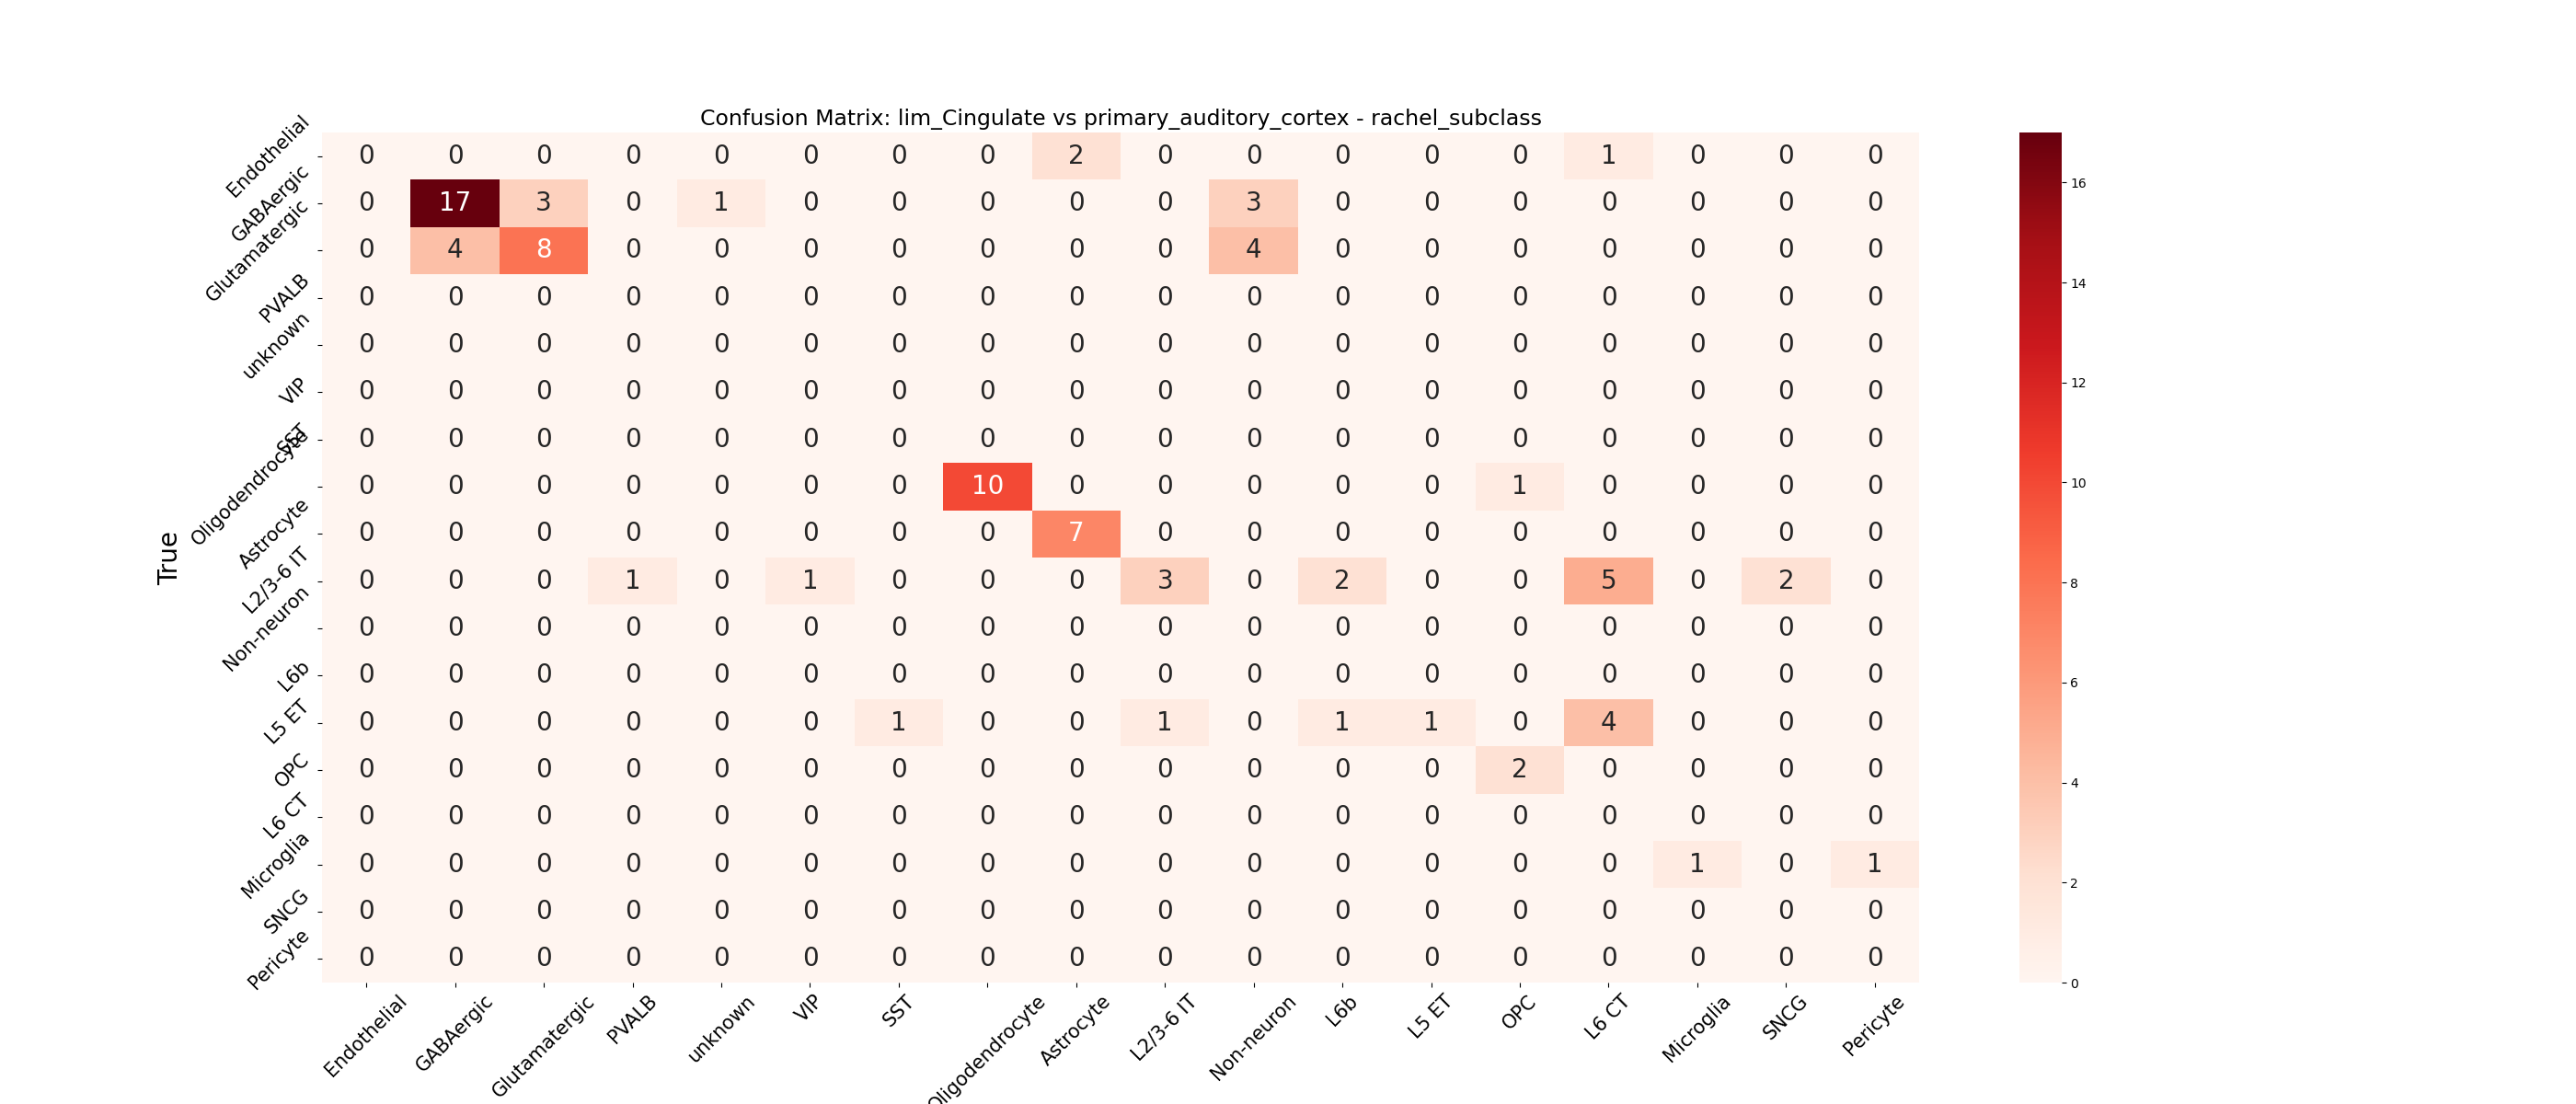 Confusion Matrix: lim_Cingulate vs primary_auditory_cortex - rachel_subclass
True
Endothelial 0 0 0 0 0 0 0 0 2 0 0 0 0 0 1 0 0 0
GABAergic 0 17 3 0 1 0 0 0 0 0 3 0 0 0 0 0 0 0
Glutamatergic 0 4 8 0 0 0 0 0 0 0 4 0 0 0 0 0 0 0
PVALB 0 0 0 0 0 0 0 0 0 0 0 0 0 0 0 0 0 0
unknown 0 0 0 0 0 0 0 0 0 0 0 0 0 0 0 0 0 0
VIP 0 0 0 0 0 0 0 0 0 0 0 0 0 0 0 0 0 0
SST 0 0 0 0 0 0 0 0 0 0 0 0 0 0 0 0 0 0
Oligodendrocyte 0 0 0 0 0 0 0 10 0 0 0 0 0 1 0 0 0 0
Astrocyte 0 0 0 0 0 0 0 0 7 0 0 0 0 0 0 0 0 0
L2/3-6 IT 0 0 0 1 0 1 0 0 0 3 0 2 0 0 5 0 2 0
Non-neuron 0 0 0 0 0 0 0 0 0 0 0 0 0 0 0 0 0 0
L6b 0 0 0 0 0 0 0 0 0 0 0 0 0 0 0 0 0 0
L5 ET 0 0 0 0 0 0 1 0 0 1 0 1 1 0 4 0 0 0
OPC 0 0 0 0 0 0 0 0 0 0 0 0 0 2 0 0 0 0
L6 CT 0 0 0 0 0 0 0 0 0 0 0 0 0 0 0 0 0 0
Microglia 0 0 0 0 0 0 0 0 0 0 0 0 0 0 0 1 0 1
SNCG 0 0 0 0 0 0 0 0 0 0 0 0 0 0 0 0 0 0
Pericyte 0 0 0 0 0 0 0 0 0 0 0 0 0 0 0 0 0 0
Endothelial GABAergic Glutamatergic PVALB unknown VIP SST Oligodendrocyte Astrocyte L2/3-6 IT Non-neuron L6b L5 ET OPC L6 CT Microglia SNCG Pericyte
16
14
12
10
8
6
4
2
0